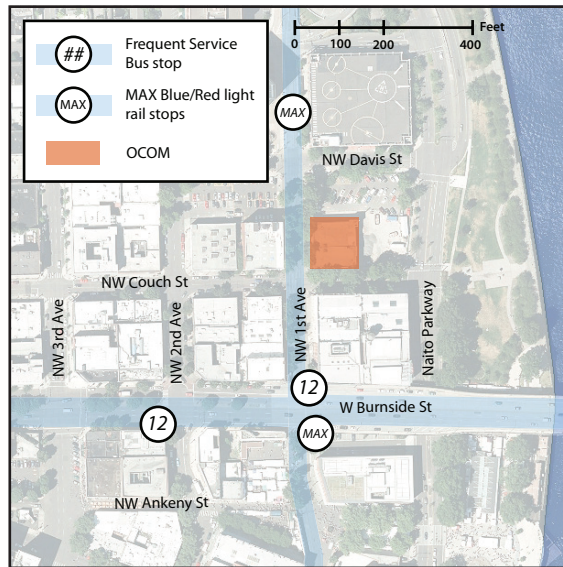 ##
Frequent Service
Bus stop
MAX
MAX Blue/Red light
rail stops
OCOM
Feet
0 100 200 400
MAX
NW Davis St
NW Couch St
NW 3rd Ave
NW 2nd Ave
NW 1st Ave
Naito Parkway
12
W Burnside St
12
MAX
NW Ankeny St